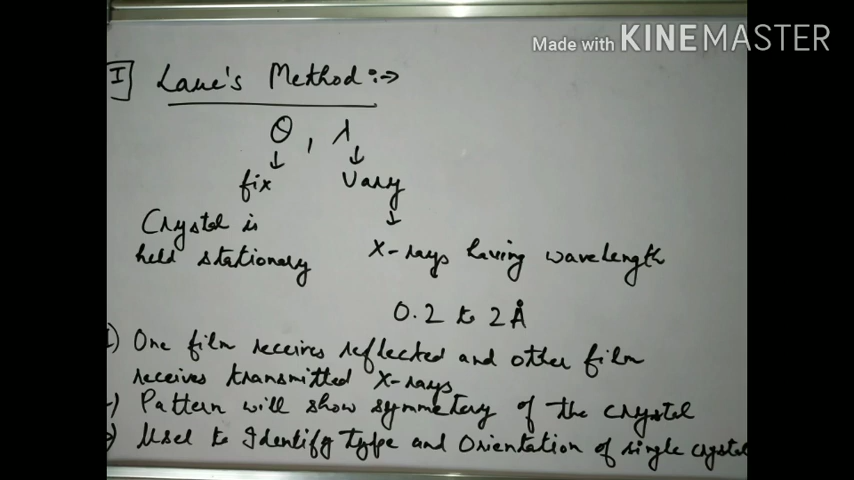 Made with KINEMASTER
I Laue's Method :->
θ , λ
↓ ↓
fix Vary
↓
Crystal is
held stationary
X-rays having wavelength
0.2 to 2 Å
) One film receives reflected and other film
receives transmitted X-rays
) Pattern will show symmetery of the crystal
) Used to Identify type and Orientation of single crystal